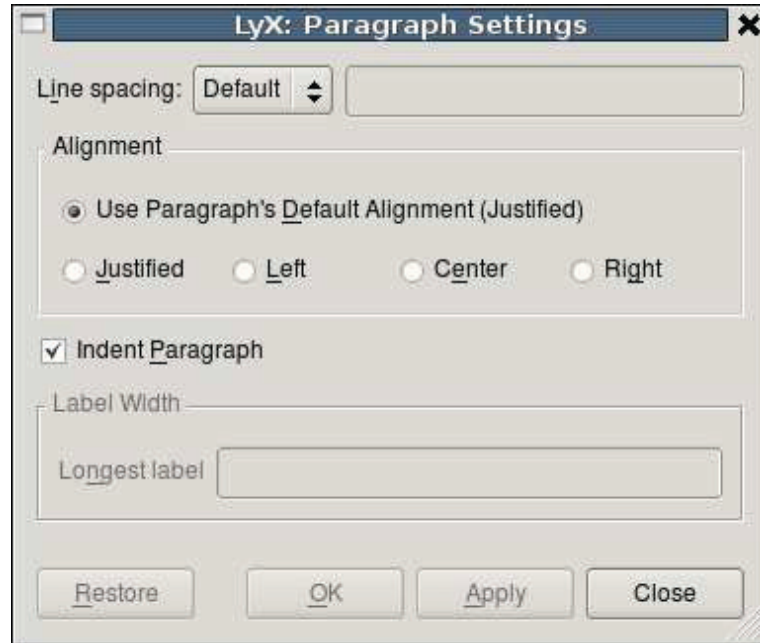 LyX: Paragraph Settings
Line spacing: Default
Alignment
Use Paragraph's Default Alignment (Justified)
Justified Left Center Right
Indent Paragraph
Label Width
Longest label
Restore OK Apply Close